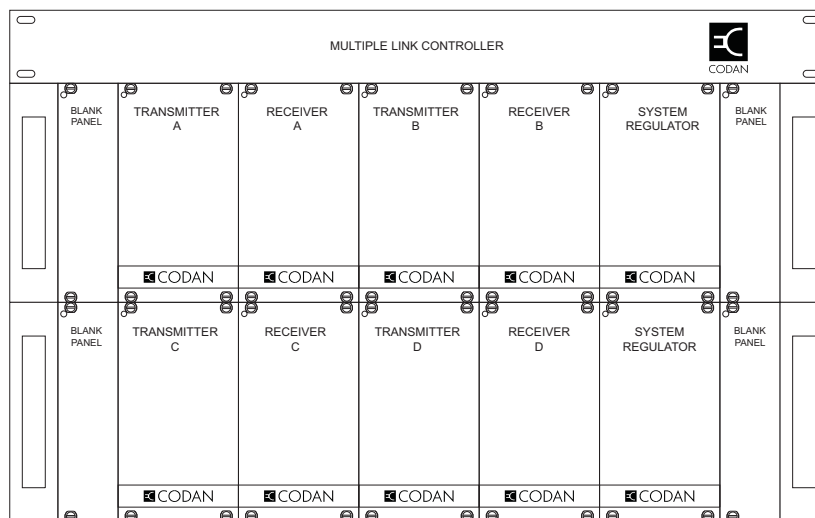 MULTIPLE LINK CONTROLLER
CODAN
BLANK
PANEL
TRANSMITTER
A
RECEIVER
A
TRANSMITTER
B
RECEIVER
B
SYSTEM
REGULATOR
BLANK
PANEL
CODAN
CODAN
CODAN
CODAN
CODAN
BLANK
PANEL
TRANSMITTER
C
RECEIVER
C
TRANSMITTER
D
RECEIVER
D
SYSTEM
REGULATOR
BLANK
PANEL
CODAN
CODAN
CODAN
CODAN
CODAN